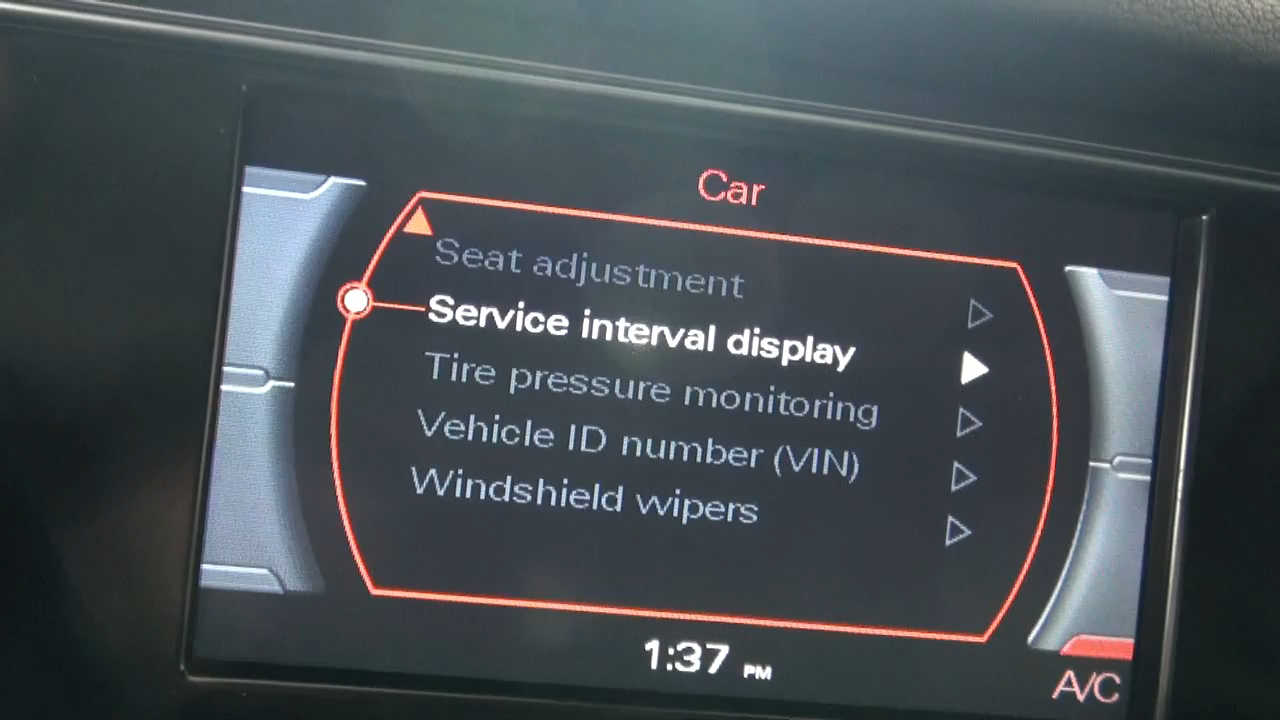 Car
Seat adjustment
Service interval display
Tire pressure monitoring
Vehicle ID number (VIN)
Windshield wipers
1:37 PM
A/C